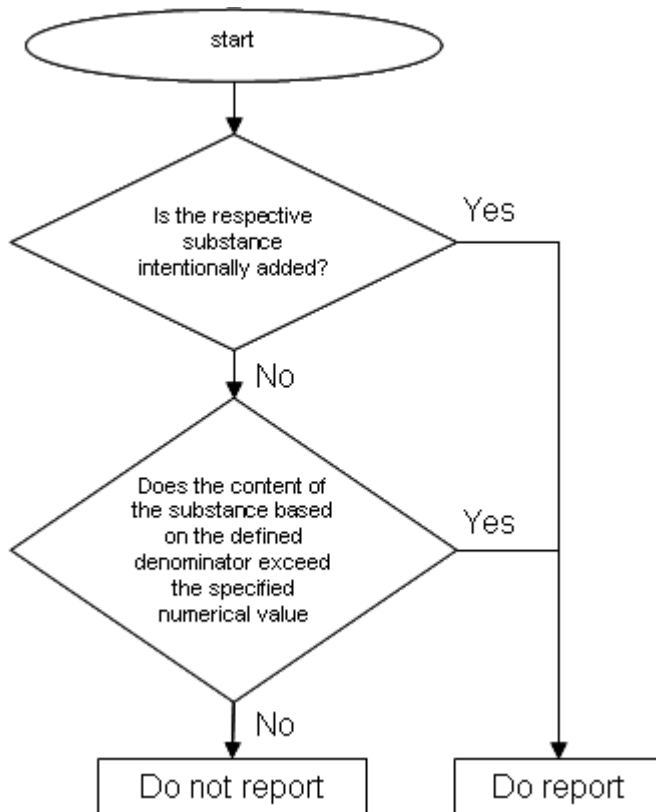 start
Is the respective
substance
intentionally added?
Yes
No
Does the content of
the substance based
on the defined
denominator exceed
the specified
numerical value
Yes
No
Do not report
Do report